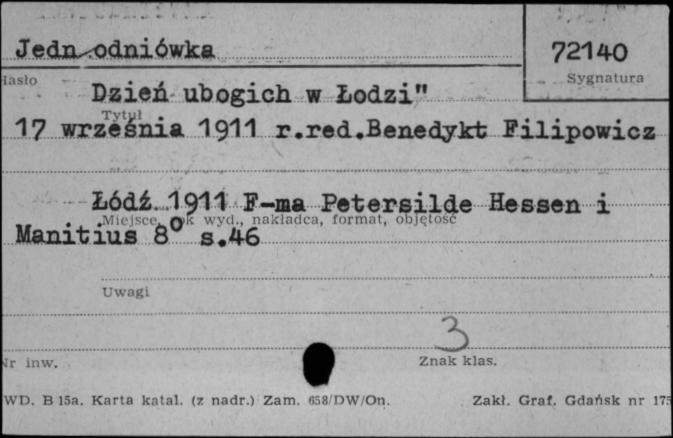 Jedn odniówka 72140
Hasło Sygnatura
Dzień ubogich w Łodzi"
Tytuł
17 września 1911 r.red.Benedykt Filipowicz
Łódź 1911 F-ma Petersilde Hessen i
Miejsce, rok wyd., nakładca, format, objętość
Manitius 8° s.46
Uwagi
3
Nr inw. Znak klas.
WD. B 15a. Karta katal. (z nadr.) Zam. 658/DW/On. Zakł. Graf. Gdańsk nr 175